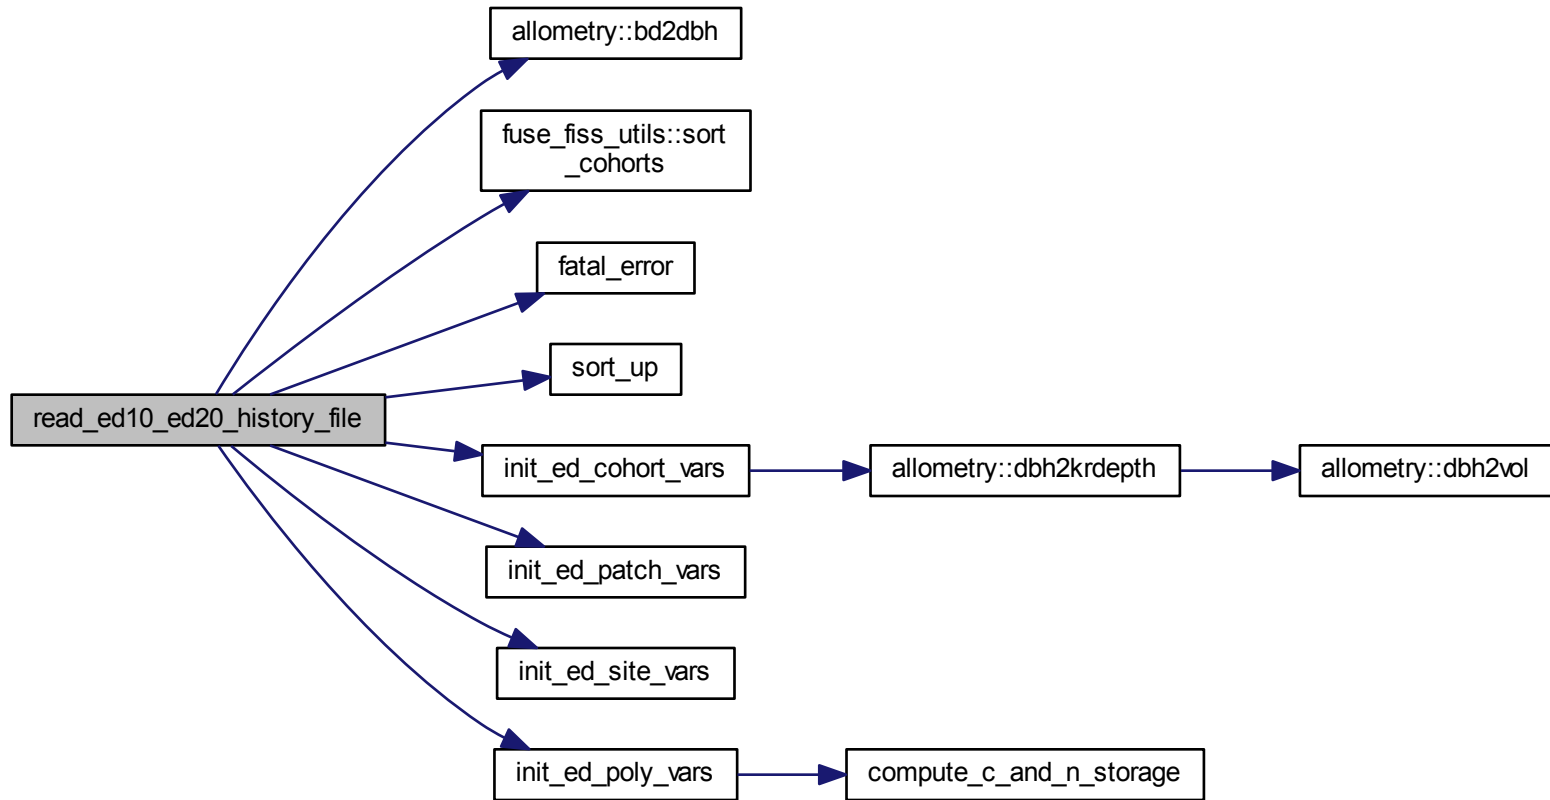 allometry::bd2dbh
fuse_fiss_utils::sort
_cohorts
fatal_error
sort_up
read_ed10_ed20_history_file
init_ed_cohort_vars
allometry::dbh2krdepth
allometry::dbh2vol
init_ed_patch_vars
init_ed_site_vars
init_ed_poly_vars
compute_c_and_n_storage